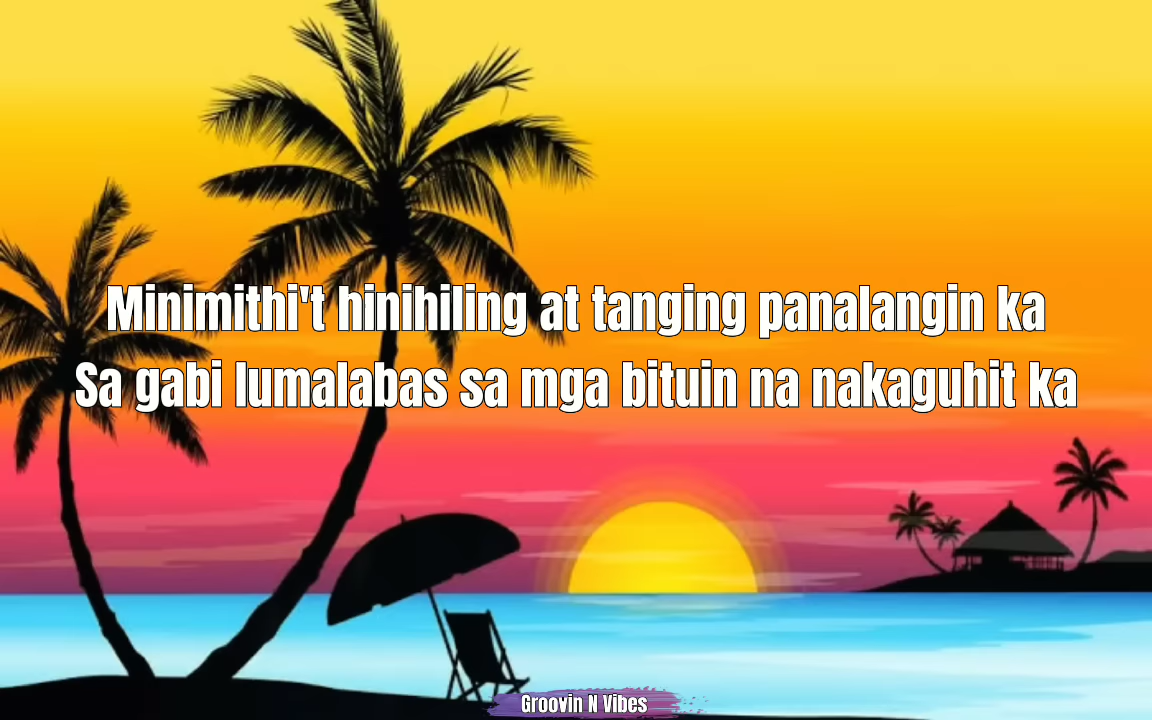 Minimithi't hinihiling at tanging panalangin ka
Sa gabi lumalabas sa mga bituin na nakaguhit ka
Groovin N Vibes